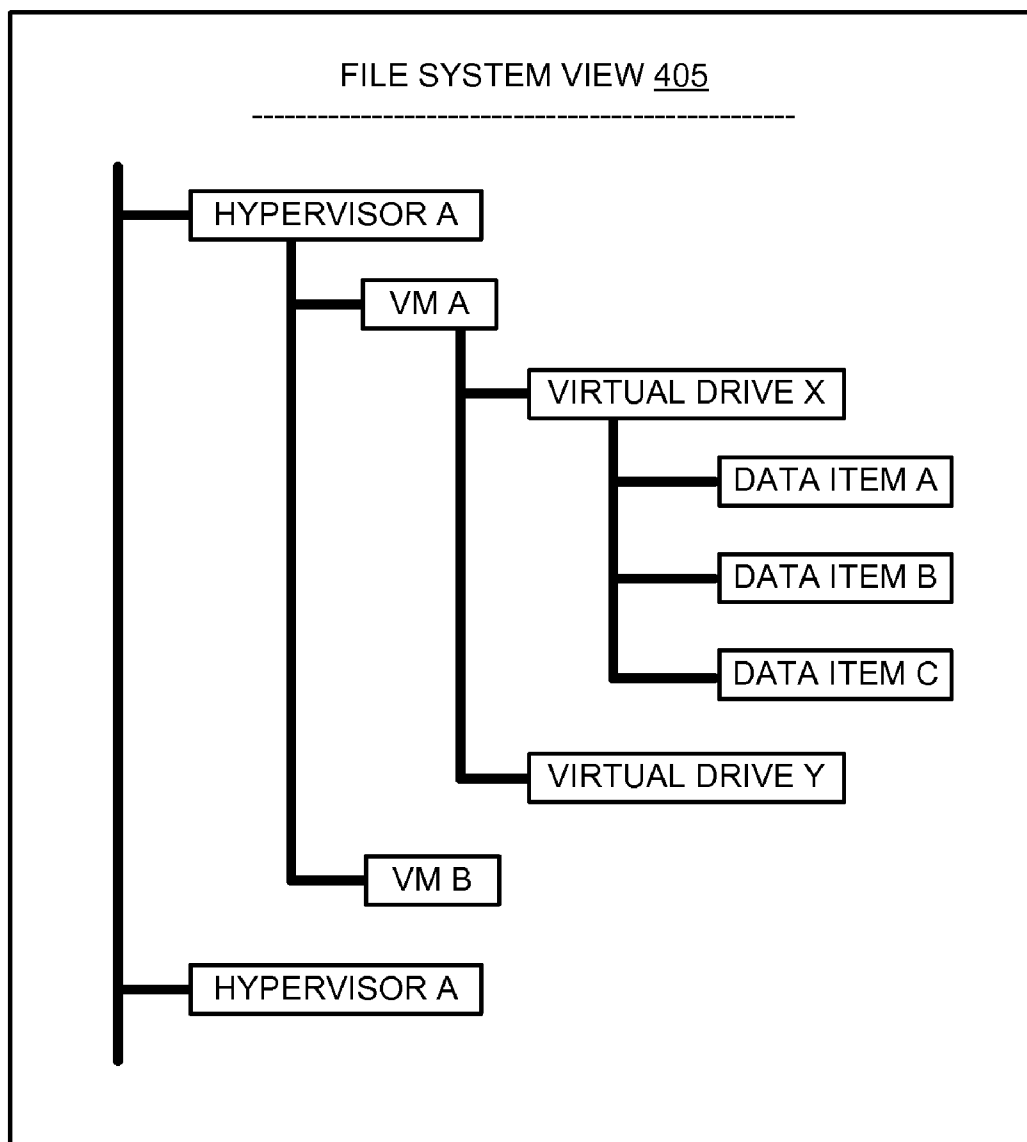 FILE SYSTEM VIEW 405
HYPERVISOR A
VM A
VIRTUAL DRIVE X
DATA ITEM A
DATA ITEM B
DATA ITEM C
VIRTUAL DRIVE Y
VM B
HYPERVISOR A